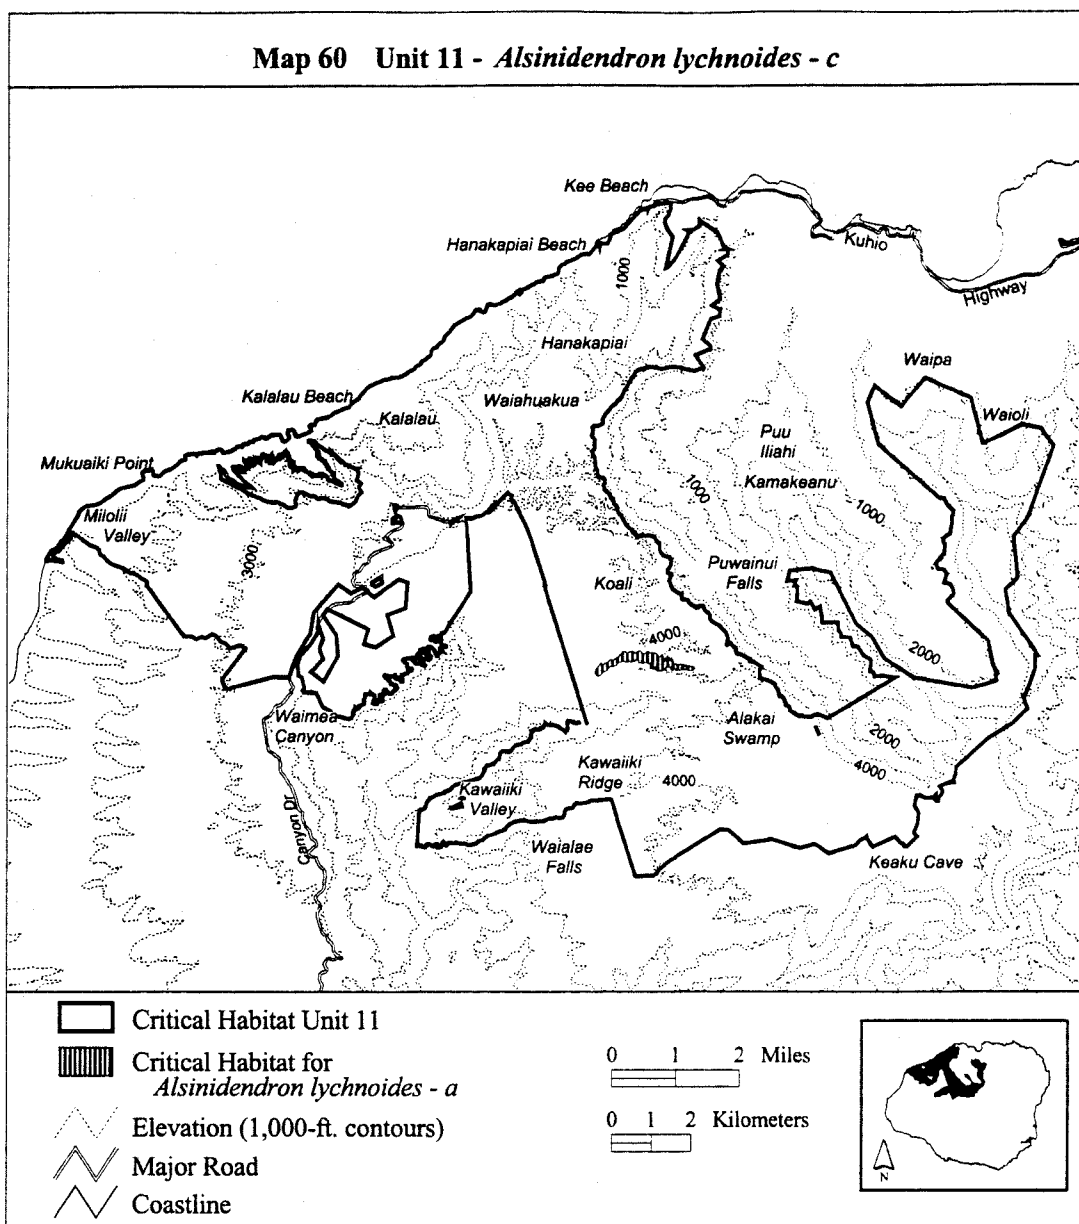 Map 60 Unit 11 - Alsinidendron lychnoides - c
Kee Beach
Hanakapiai Beach
Kuhio
Highway
1000
Hanakapiai
Waipa
Kalalau Beach
Waiahuakua
Kalalau
Waioli
Puu
Iliahi
Mukuaiki Point
Kamakeanu
1000
1000
Milolii
Valley
3000
Puwainui
Falls
Koali
4000
2000
Waimea
Canyon
Alakai
Swamp
2000
Kawaiiki
Ridge
4000
4000
Kawaiiki
Valley
Canyon Dr
Waialae
Falls
Keaku Cave
Critical Habitat Unit 11
Critical Habitat for
Alsinidendron lychnoides - a
Elevation (1,000-ft. contours)
Major Road
Coastline
0 1 2 Miles
0 1 2 Kilometers
N